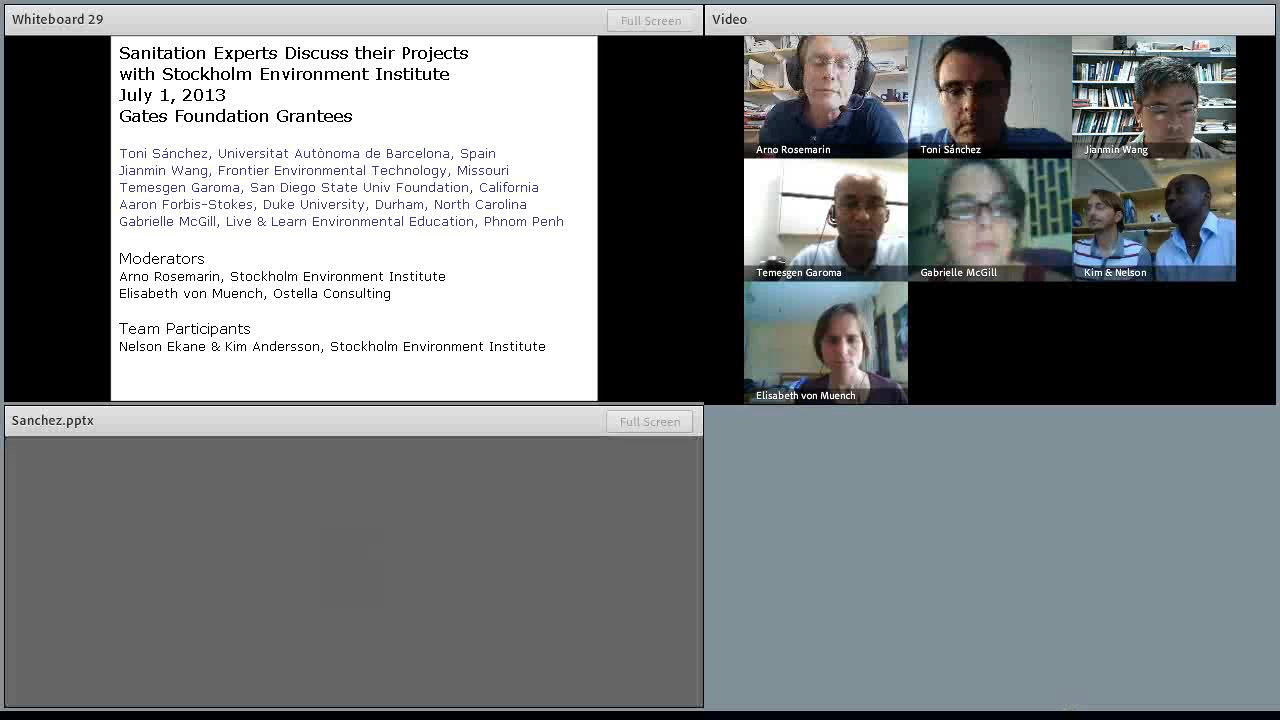 Whiteboard 29
Full Screen
Sanitation Experts Discuss their Projects
with Stockholm Environment Institute
July 1, 2013
Gates Foundation Grantees
Toni Sánchez, Universitat Autònoma de Barcelona, Spain
Jianmin Wang, Frontier Environmental Technology, Missouri
Temesgen Garoma, San Diego State Univ Foundation, California
Aaron Forbis-Stokes, Duke University, Durham, North Carolina
Gabrielle McGill, Live & Learn Environmental Education, Phnom Penh
Moderators
Arno Rosemarin, Stockholm Environment Institute
Elisabeth von Muench, Ostella Consulting
Team Participants
Nelson Ekane & Kim Andersson, Stockholm Environment Institute
Video
Arno Rosemarin
Toni Sánchez
Jianmin Wang
Temesgen Garoma
Gabrielle McGill
Kim & Nelson
Elisabeth von Muench
Sanchez.pptx
Full Screen